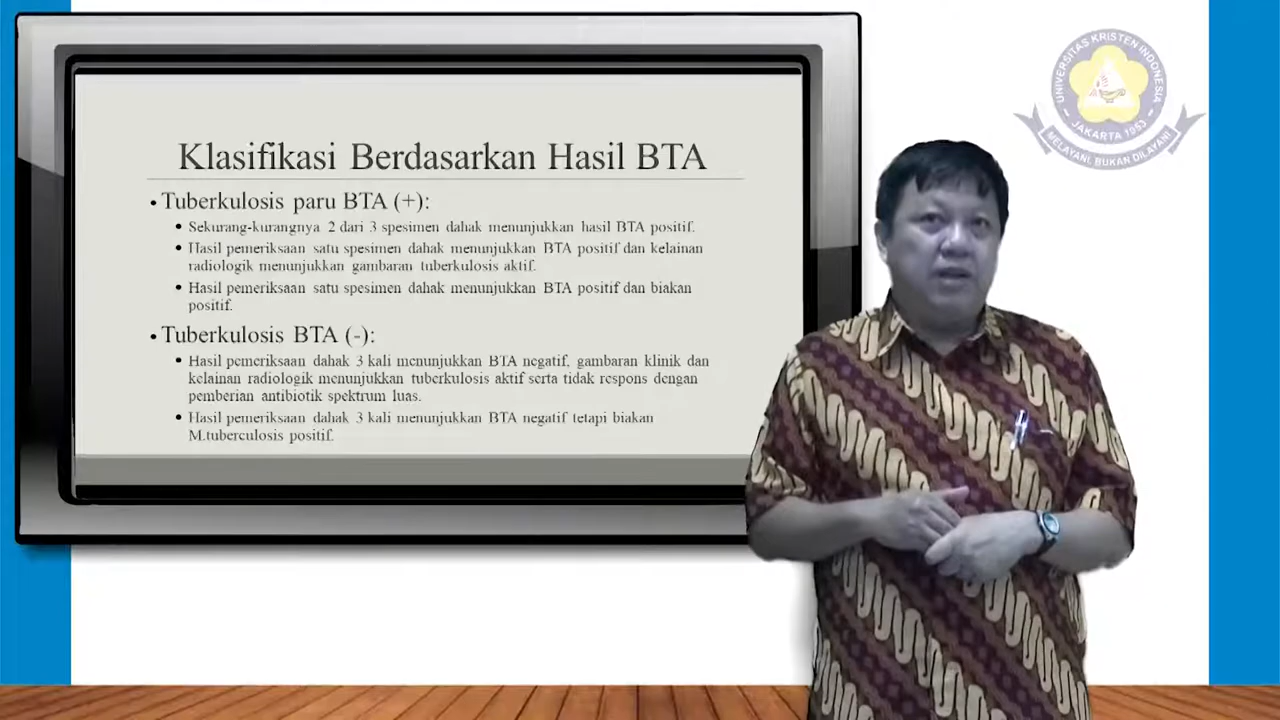 UNIVERSITAS KRISTEN INDONESIA
- JAKARTA 1953 -
MELAYANI, BUKAN DILAYANI
Klasifikasi Berdasarkan Hasil BTA
• Tuberkulosis paru BTA (+):
• Sekurang-kurangnya 2 dari 3 spesimen dahak menunjukkan hasil BTA positif.
• Hasil pemeriksaan satu spesimen dahak menunjukkan BTA positif dan kelainan
radiologik menunjukkan gambaran tuberkulosis aktif.
• Hasil pemeriksaan satu spesimen dahak menunjukkan BTA positif dan biakan
positif.
• Tuberkulosis BTA (-):
• Hasil pemeriksaan dahak 3 kali menunjukkan BTA negatif, gambaran klinik dan
kelainan radiologik menunjukkan tuberkulosis aktif serta tidak respons dengan
pemberian antibiotik spektrum luas.
• Hasil pemeriksaan dahak 3 kali menunjukkan BTA negatif tetapi biakan
M.tuberculosis positif.